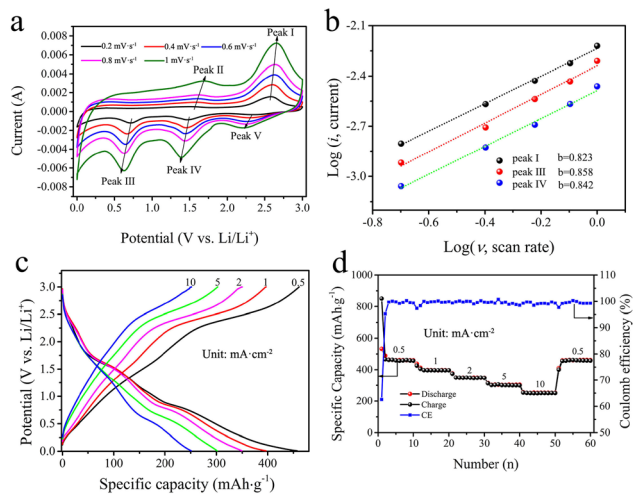 a
0.2 mV·s⁻¹ 0.4 mV·s⁻¹ 0.6 mV·s⁻¹
0.8 mV·s⁻¹ 1 mV·s⁻¹
Peak I
Peak II
Peak III
Peak IV
Peak V
0.008
0.006
0.004
0.002
0.000
-0.002
-0.004
-0.006
-0.008
Current (A)
0.0 0.5 1.0 1.5 2.0 2.5 3.0
Potential (V vs. Li/Li⁺)
b
-2.1
-2.4
-2.7
-3.0
Log (i, current)
peak I b=0.823
peak III b=0.858
peak IV b=0.842
-0.8 -0.6 -0.4 -0.2 0.0
Log(ν, scan rate)
c
10 5 2 1 0.5
Unit: mA·cm⁻²
3.5
3.0
2.5
2.0
1.5
1.0
0.5
0.0
Potential (V vs. Li/Li⁺)
0 100 200 300 400
Specific capacity (mAh·g⁻¹)
d
1000
800
600
400
200
0
Specific Capacity (mAh·g⁻¹)
Unit: mA·cm⁻²
0.5 1 2 5 10 0.5
Discharge
Charge
CE
110
100
90
80
70
60
50
Coulomb efficiency (%)
0 10 20 30 40 50 60
Number (n)